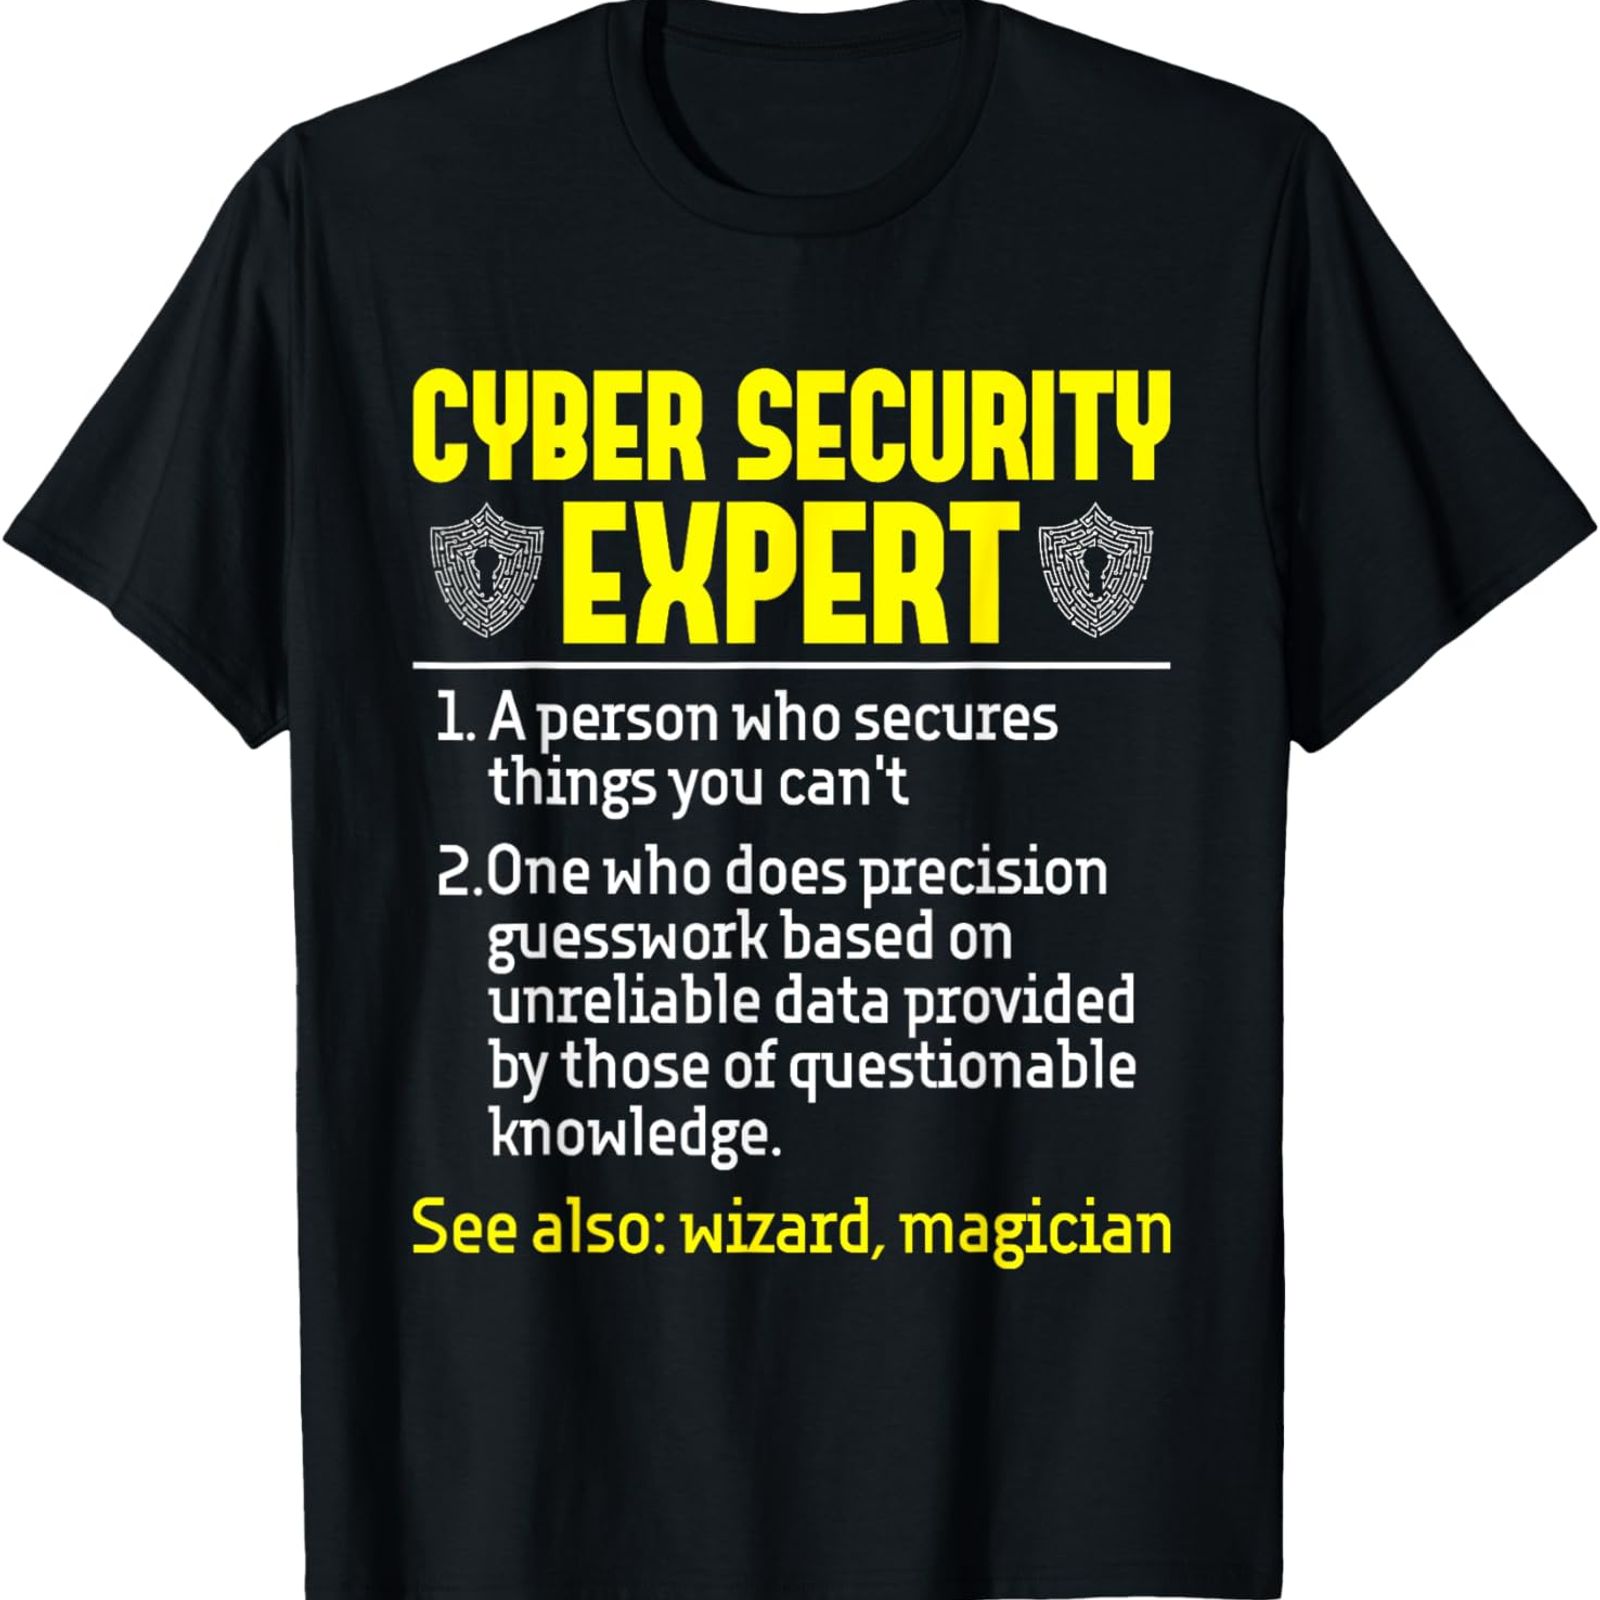 CYBER SECURITY
EXPERT
1. A person who secures
things you can't
2.One who does precision
guesswork based on
unreliable data provided
by those of questionable
knowledge.
See also: wizard, magician